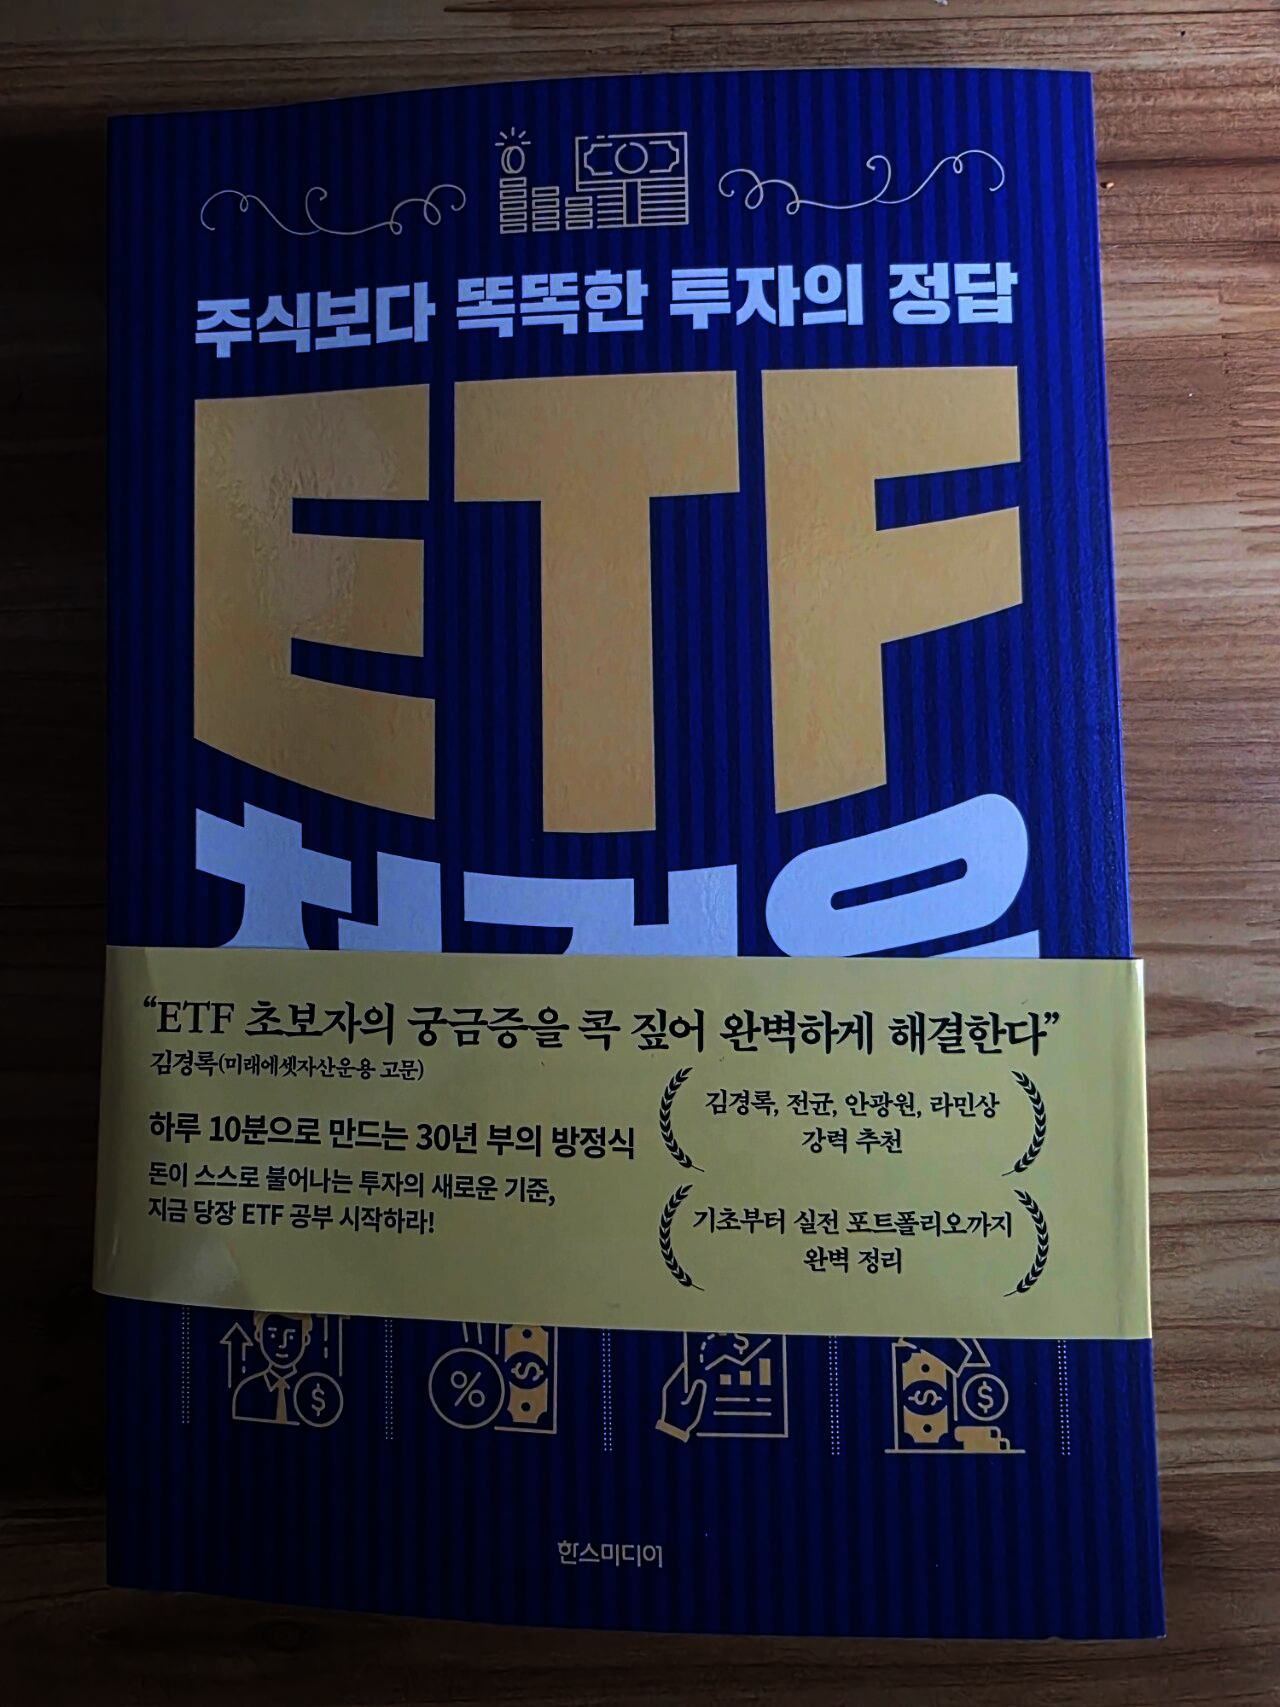 주식보다 똑똑한 투자의 정답
ETF
“ETF 초보자의 궁금증을 콕 짚어 완벽하게 해결한다”
김경록(미래에셋자산운용 고문)
하루 10분으로 만드는 30년 부의 방정식
돈이 스스로 불어나는 투자의 새로운 기준,
지금 당장 ETF 공부 시작하라!
김경록, 전균, 안광원, 라민상
강력 추천
기초부터 실전 포트폴리오까지
완벽 정리
한스미디어